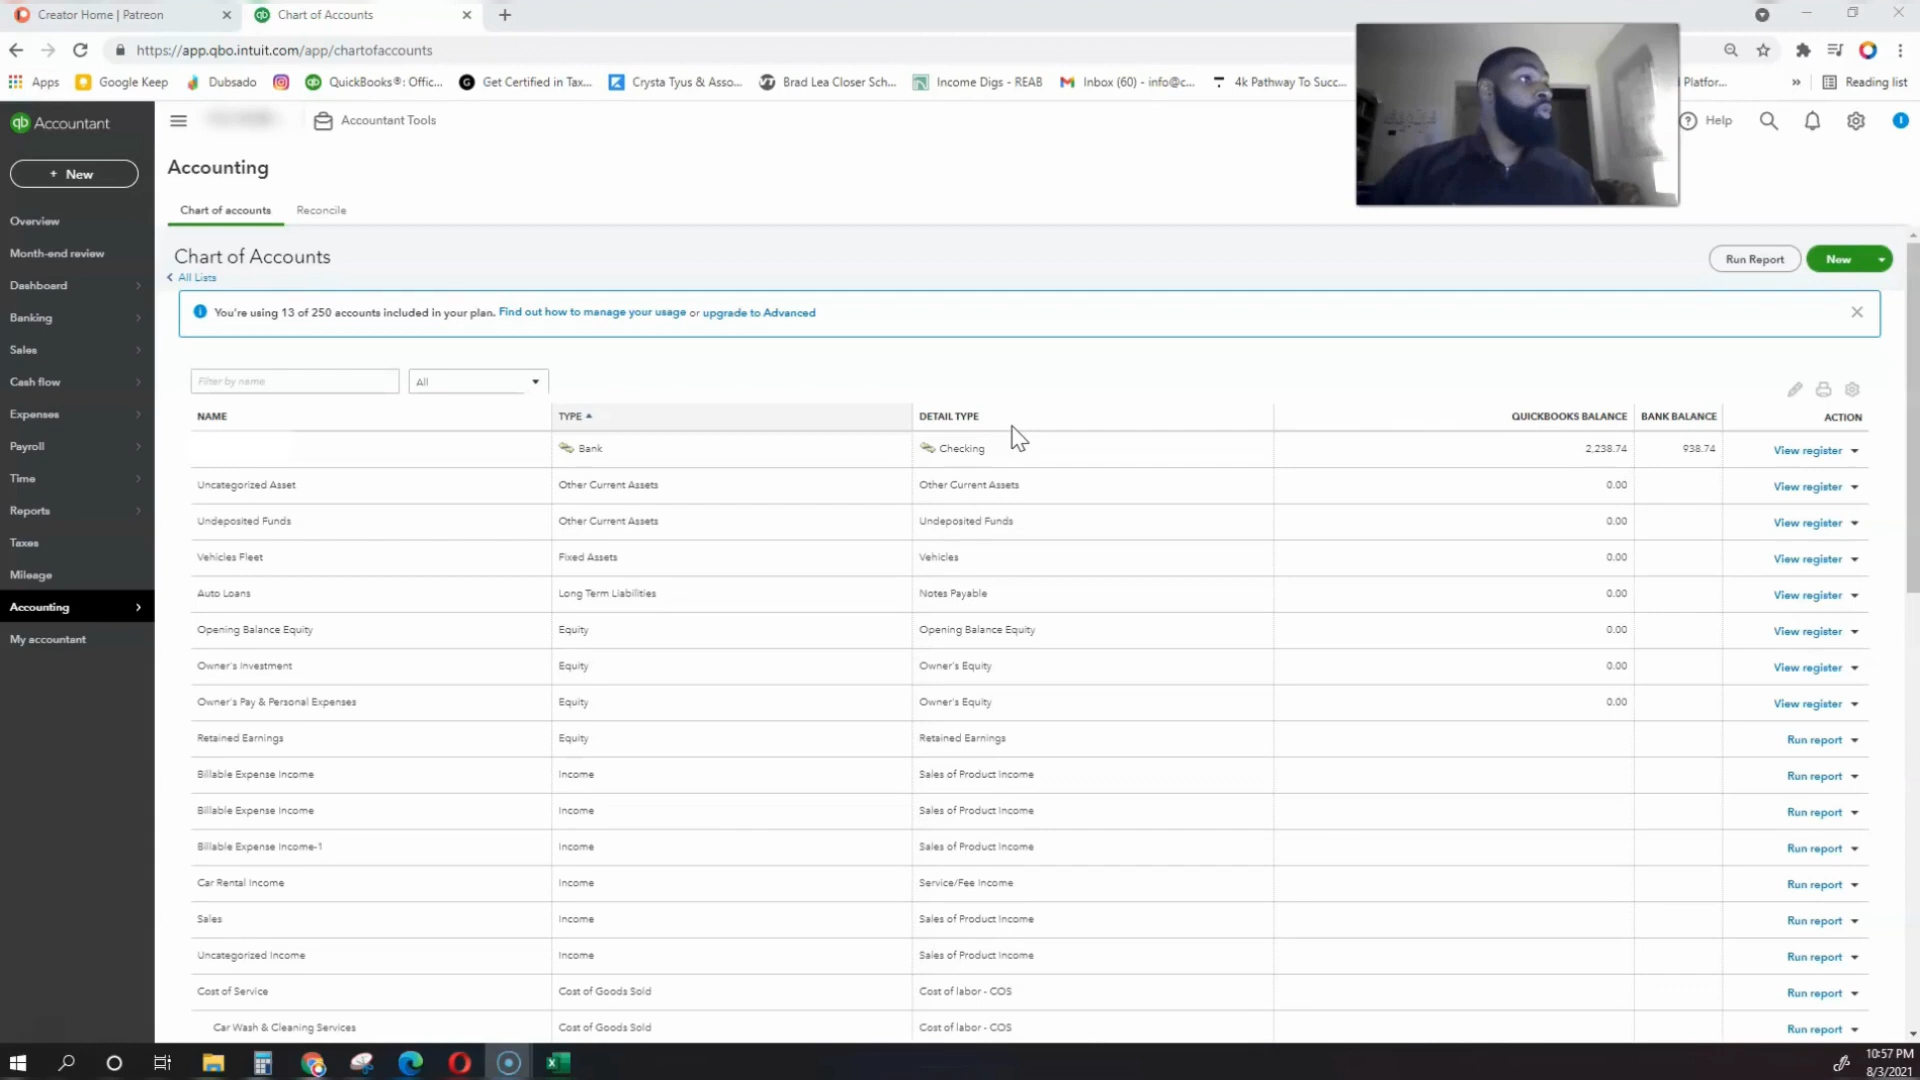 Creator Home | Patreon
Chart of Accounts
https://app.qbo.intuit.com/app/chartofaccounts
Apps
Google Keep
Dubsado
QuickBooks®: Offic...
Get Certified in Tax...
Crysta Tyus & Asso...
Brad Lea Closer Sch...
Income Digs - REAB
Inbox (60) - info@c...
4k Pathway To Succ...
Platfor...
»
Reading list
qb Accountant
Accountant Tools
Help
+ New
Accounting
Chart of accounts
Reconcile
Overview
Month-end review
Dashboard
Banking
Sales
Cash flow
Expenses
Payroll
Time
Reports
Taxes
Mileage
Accounting
My accountant
Chart of Accounts
All Lists
Run Report
New
You're using 13 of 250 accounts included in your plan. Find out how to manage your usage or upgrade to Advanced
Filter by name
All
NAME TYPE DETAIL TYPE QUICKBOOKS BALANCE BANK BALANCE ACTION
Bank Checking 2,238.74 938.74 View register
Uncategorized Asset Other Current Assets Other Current Assets 0.00 View register
Undeposited Funds Other Current Assets Undeposited Funds 0.00 View register
Vehicles Fleet Fixed Assets Vehicles 0.00 View register
Auto Loans Long Term Liabilities Notes Payable 0.00 View register
Opening Balance Equity Equity Opening Balance Equity 0.00 View register
Owner's Investment Equity Owner's Equity 0.00 View register
Owner's Pay & Personal Expenses Equity Owner's Equity 0.00 View register
Retained Earnings Equity Retained Earnings Run report
Billable Expense Income Income Sales of Product Income Run report
Billable Expense Income Income Sales of Product Income Run report
Billable Expense Income-1 Income Sales of Product Income Run report
Car Rental Income Income Service/Fee Income Run report
Sales Income Sales of Product Income Run report
Uncategorized Income Income Sales of Product Income Run report
Cost of Service Cost of Goods Sold Cost of labor - COS Run report
Car Wash & Cleaning Services Cost of Goods Sold Cost of labor - COS Run report
10:57 PM
8/3/2021